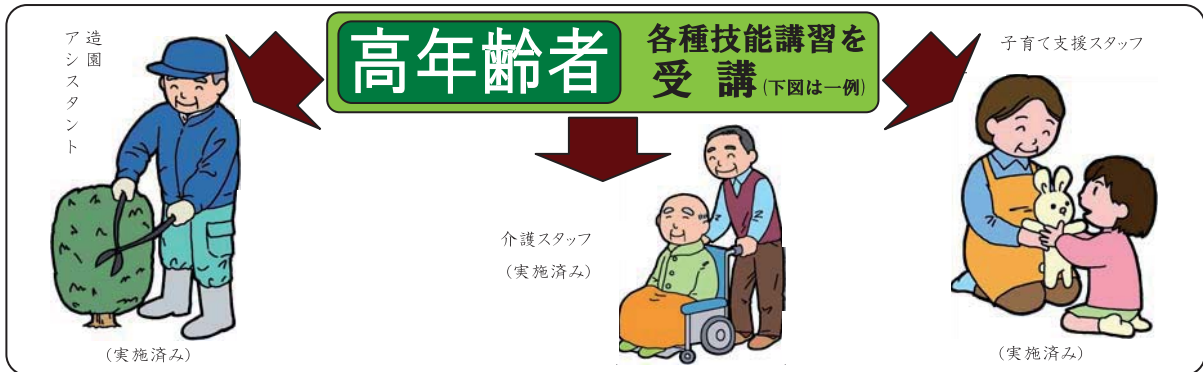 高年齢者
各種技能講習を
受講(下図は一例)
造園
アシスタント
(実施済み)
介護スタッフ
(実施済み)
子育て支援スタッフ
(実施済み)